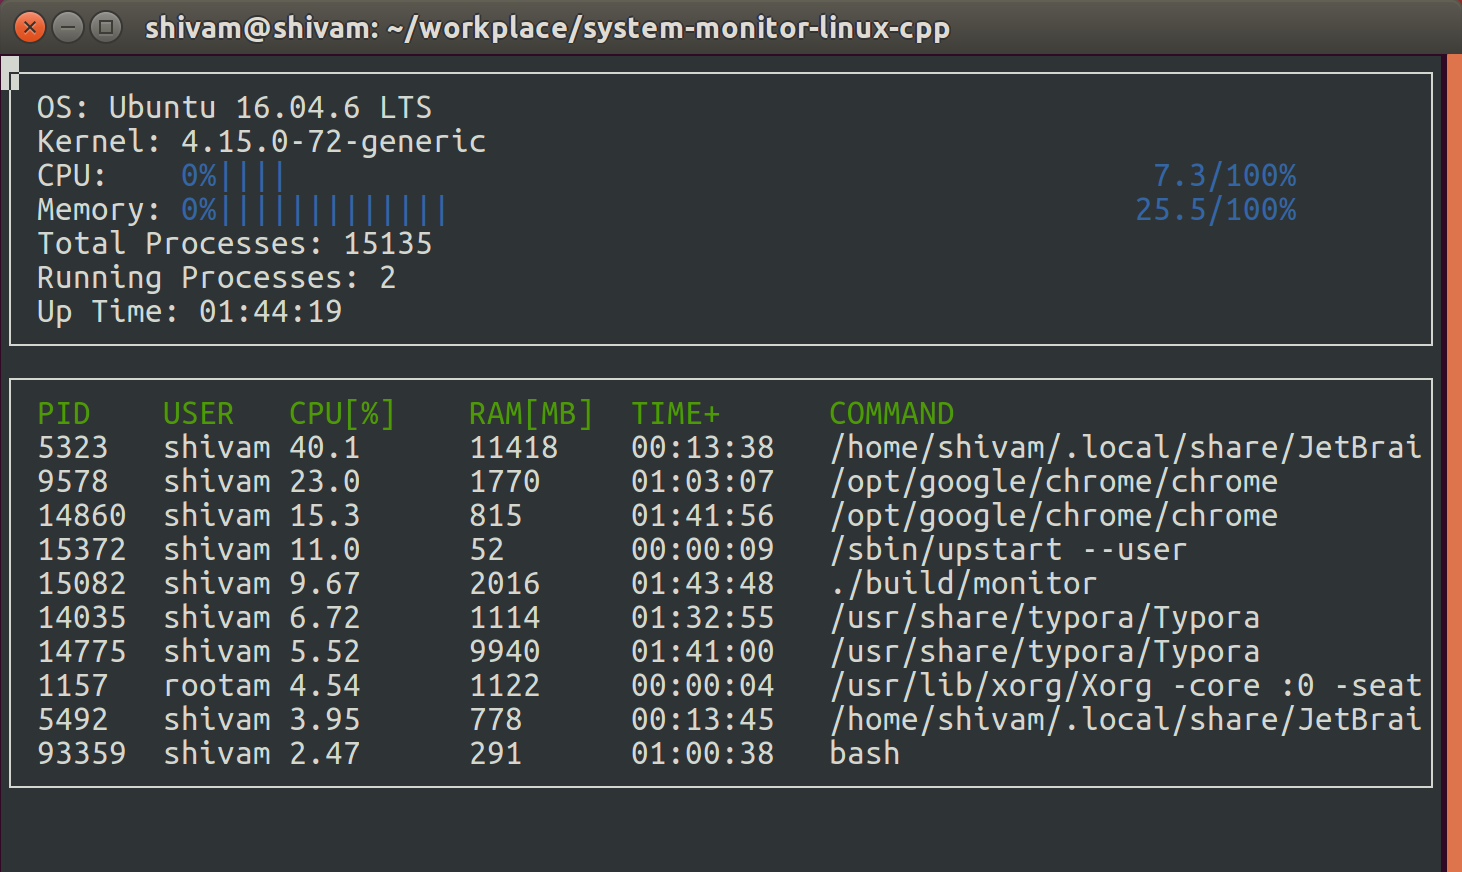 shivam@shivam: ~/workplace/system-monitor-linux-cpp
OS: Ubuntu 16.04.6 LTS
Kernel: 4.15.0-72-generic
CPU: 0%|||| 7.3/100%
Memory: 0%||||||||||||| 25.5/100%
Total Processes: 15135
Running Processes: 2
Up Time: 01:44:19
PID USER CPU[%] RAM[MB] TIME+ COMMAND
5323 shivam 40.1 11418 00:13:38 /home/shivam/.local/share/JetBrai
9578 shivam 23.0 1770 01:03:07 /opt/google/chrome/chrome
14860 shivam 15.3 815 01:41:56 /opt/google/chrome/chrome
15372 shivam 11.0 52 00:00:09 /sbin/upstart --user
15082 shivam 9.67 2016 01:43:48 ./build/monitor
14035 shivam 6.72 1114 01:32:55 /usr/share/typora/Typora
14775 shivam 5.52 9940 01:41:00 /usr/share/typora/Typora
1157 rootam 4.54 1122 00:00:04 /usr/lib/xorg/Xorg -core :0 -seat
5492 shivam 3.95 778 00:13:45 /home/shivam/.local/share/JetBrai
93359 shivam 2.47 291 01:00:38 bash